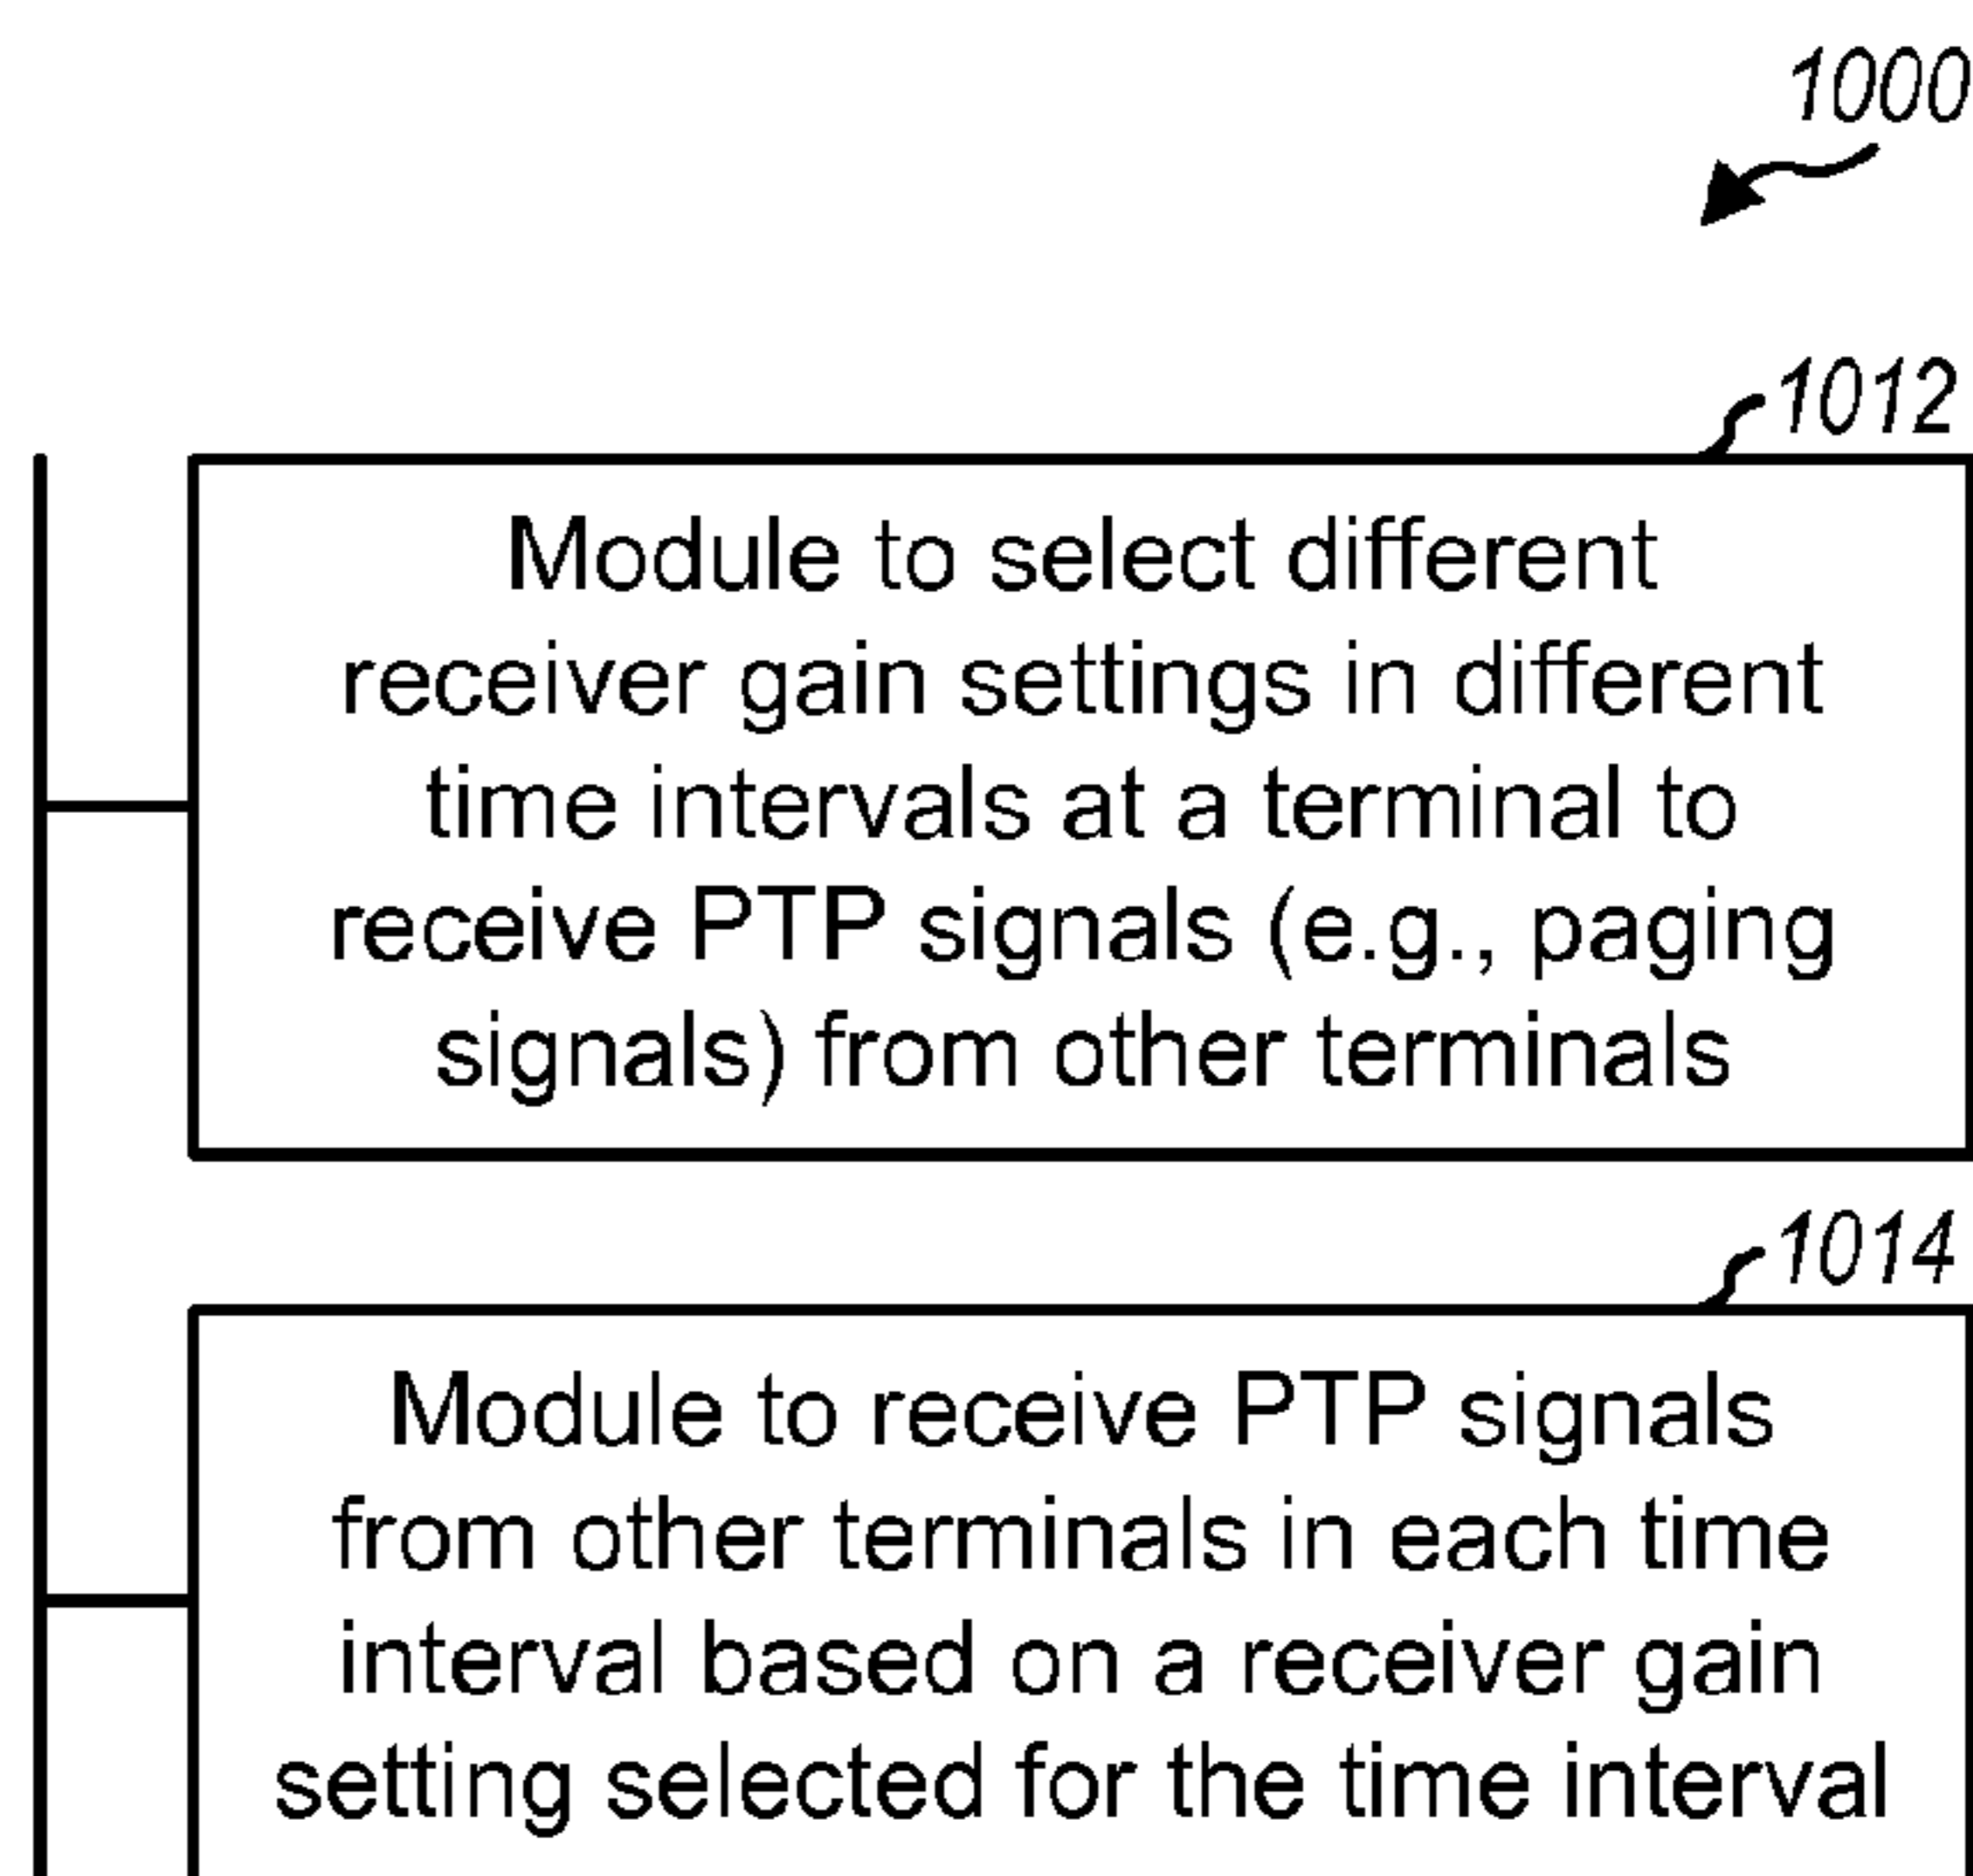 1000
1012
Module to select different
receiver gain settings in different
time intervals at a terminal to
receive PTP signals (e.g., paging
signals) from other terminals
1014
Module to receive PTP signals
from other terminals in each time
interval based on a receiver gain
setting selected for the time interval